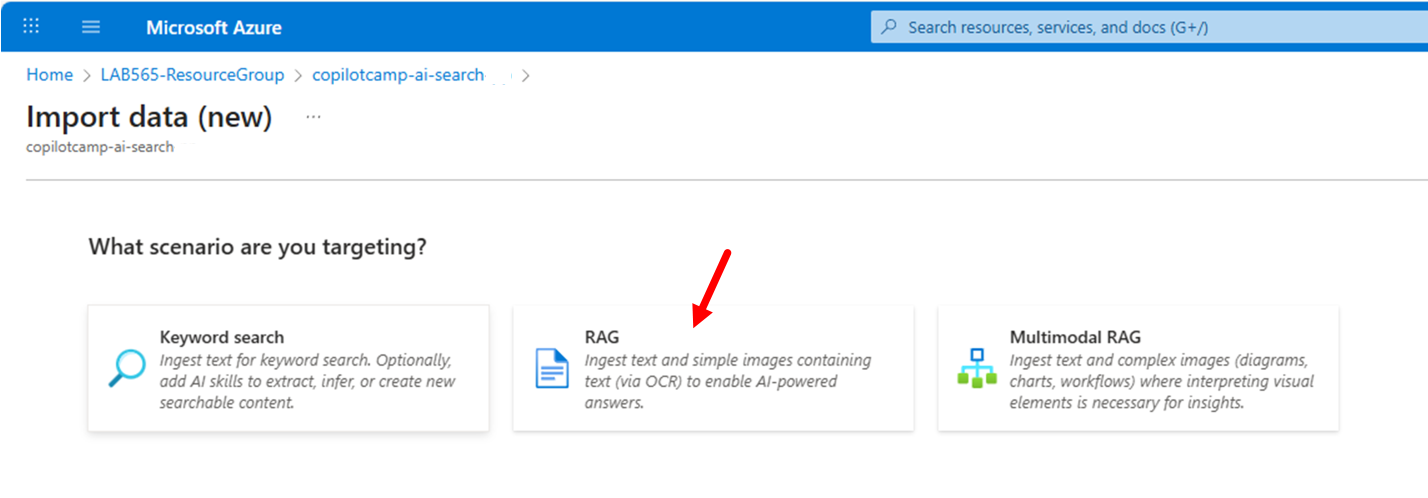 Microsoft Azure
Search resources, services, and docs (G+/)
Home > LAB565-ResourceGroup > copilotcamp-ai-search >
Import data (new) ...
copilotcamp-ai-search
What scenario are you targeting?
Keyword search
Ingest text for keyword search. Optionally,
add AI skills to extract, infer, or create new
searchable content.
RAG
Ingest text and simple images containing
text (via OCR) to enable AI-powered
answers.
Multimodal RAG
Ingest text and complex images (diagrams,
charts, workflows) where interpreting visual
elements is necessary for insights.